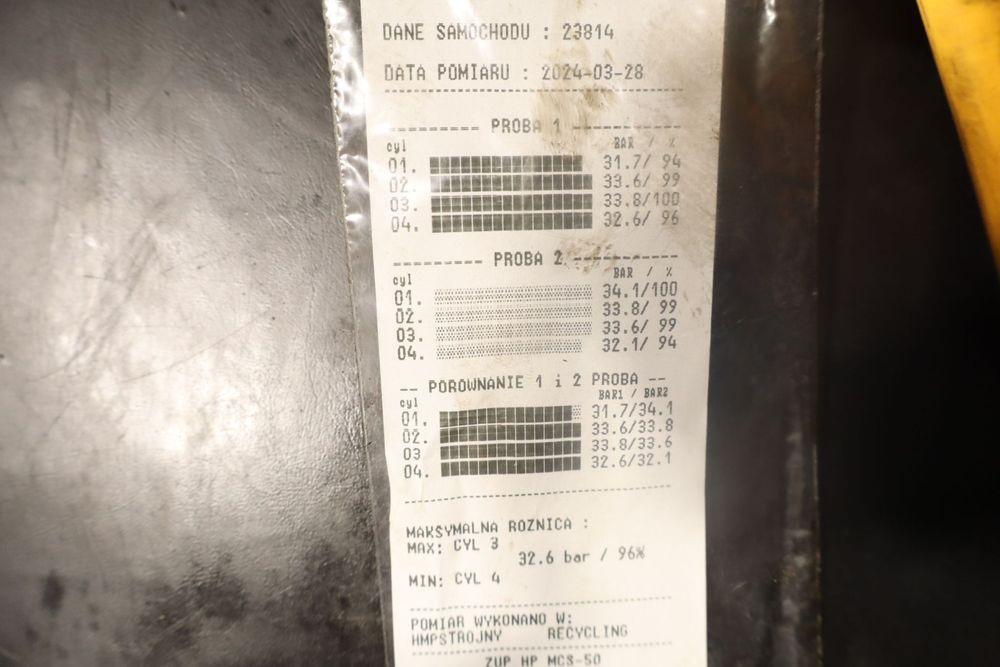 DANE SAMOCHODU : 23814
DATA POMIARU : 2024-03-28
--------- PROBA 1 -----------
cyl BAR / %
01. 31.7/ 94
02. 33.6/ 99
03. 33.8/100
04. 32.6/ 96
--------- PROBA 2 -----------
cyl BAR / %
01. 34.1/100
02. 33.8/ 99
03. 33.6/ 99
04. 32.1/ 94
-- POROWNANIE 1 i 2 PROBA --
cyl BAR1 / BAR2
01. 31.7/34.1
02. 33.6/33.8
03 33.8/33.6
04. 32.6/32.1
MAKSYMALNA ROZNICA :
MAX: CYL 3
32.6 bar / 96%
MIN: CYL 4
POMIAR WYKONANO W:
HMPSTROJNY RECYCLING
ZUP HP MCS-50